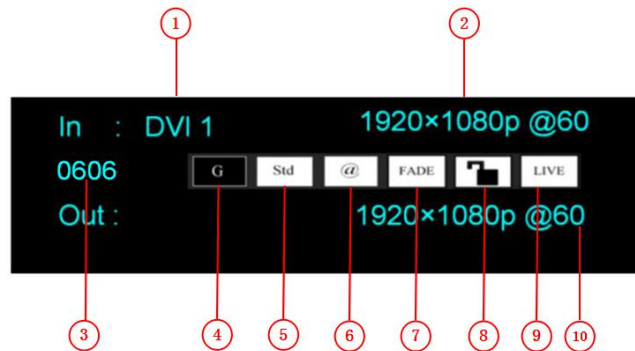 1 2
In : DVI 1 1920×1080p @60
0606 G Std @ FADE LIVE
Out : 1920×1080p @60
3 4 5 6 7 8 9 10